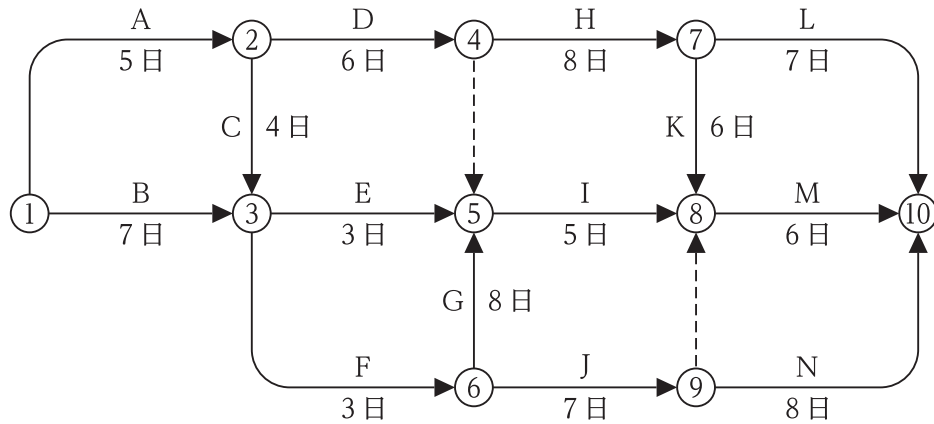 A D H L
② ④ ⑦
5日 6日 8日 7日
C 4日 K 6日
B E I M
① ③ ⑤ ⑧ ⑩
7日 3日 5日 6日
G 8日
F J N
⑥ ⑨
3日 7日 8日